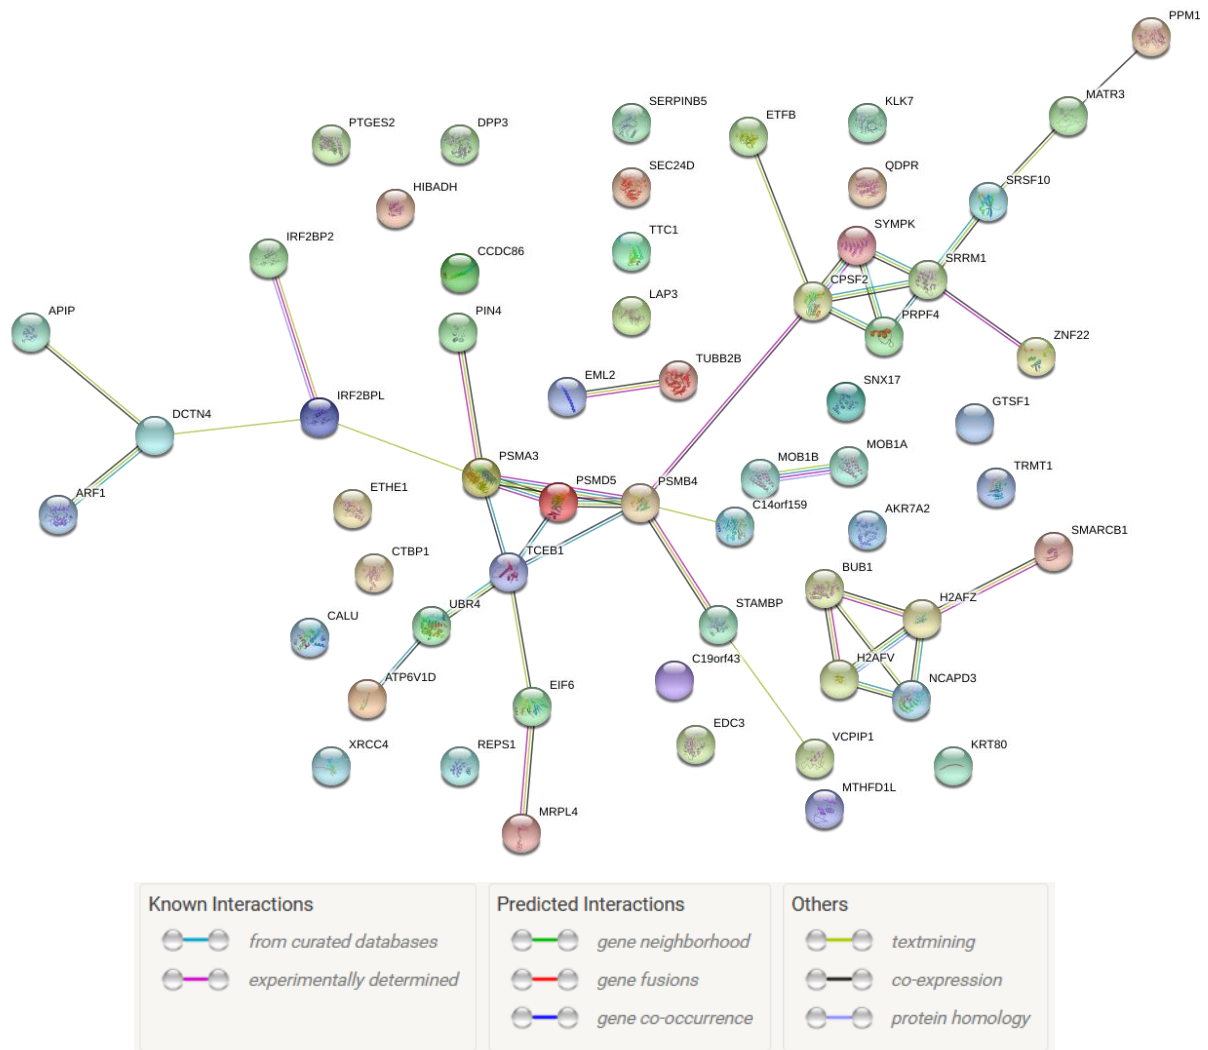 PPM1
MATR3
SERPINB5
KLK7
ETFB
PTGES2
DPP3
SEC24D
QDPR
SRSF10
HIBADH
TTC1
SYMPK
IRF2BP2
CCDC86
SRRM1
CPSF2
LAP3
APIP
PIN4
PRPF4
ZNF22
TUBB2B
EML2
SNX17
IRF2BPL
GTSF1
DCTN4
MOB1A
PSMA3
MOB1B
TRMT1
PSMD5
PSMB4
ARF1
ETHE1
C14orf159
AKR7A2
SMARCB1
CTBP1
TCEB1
BUB1
H2AFZ
UBR4
STAMBP
CALU
C19orf43
H2AFV
NCAPD3
ATP6V1D
EIF6
EDC3
VCPIP1
XRCC4
REPS1
KRT80
MTHFD1L
MRPL4
Known Interactions
from curated databases
experimentally determined
Predicted Interactions
gene neighborhood
gene fusions
gene co-occurrence
Others
textmining
co-expression
protein homology